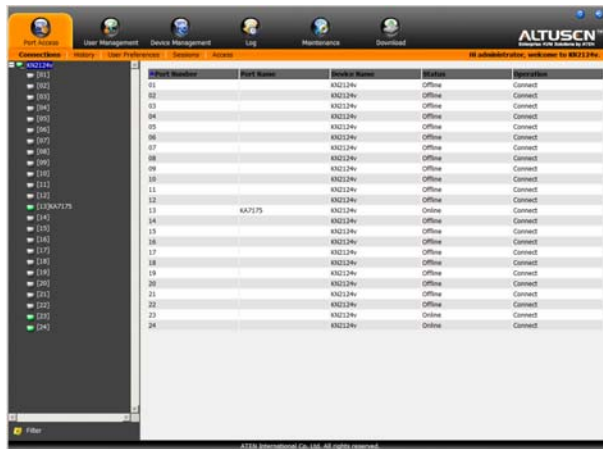 Port Access User Management Device Management Log Maintenance Download
ALTUSEN™
Enterprise KVM Solutions by ATEN
Connections History User Preferences Sessions Access Hi administrator, welcome to KN2124v.
KN2124v
[01]
[02]
[03]
[04]
[05]
[06]
[07]
[08]
[09]
[10]
[11]
[12]
[13]KA7175
[14]
[15]
[16]
[17]
[18]
[19]
[20]
[21]
[22]
[23]
[24]
Filter
Port Number Port Name Device Name Status Operation
01 KN2124v Offline Connect
02 KN2124v Offline Connect
03 KN2124v Offline Connect
04 KN2124v Offline Connect
05 KN2124v Offline Connect
06 KN2124v Offline Connect
07 KN2124v Offline Connect
08 KN2124v Offline Connect
09 KN2124v Offline Connect
10 KN2124v Offline Connect
11 KN2124v Offline Connect
12 KN2124v Offline Connect
13 KA7175 KN2124v Online Connect
14 KN2124v Offline Connect
15 KN2124v Offline Connect
16 KN2124v Offline Connect
17 KN2124v Offline Connect
18 KN2124v Offline Connect
19 KN2124v Offline Connect
20 KN2124v Offline Connect
21 KN2124v Offline Connect
22 KN2124v Offline Connect
23 KN2124v Online Connect
24 KN2124v Online Connect
ATEN International Co. Ltd. All rights reserved.